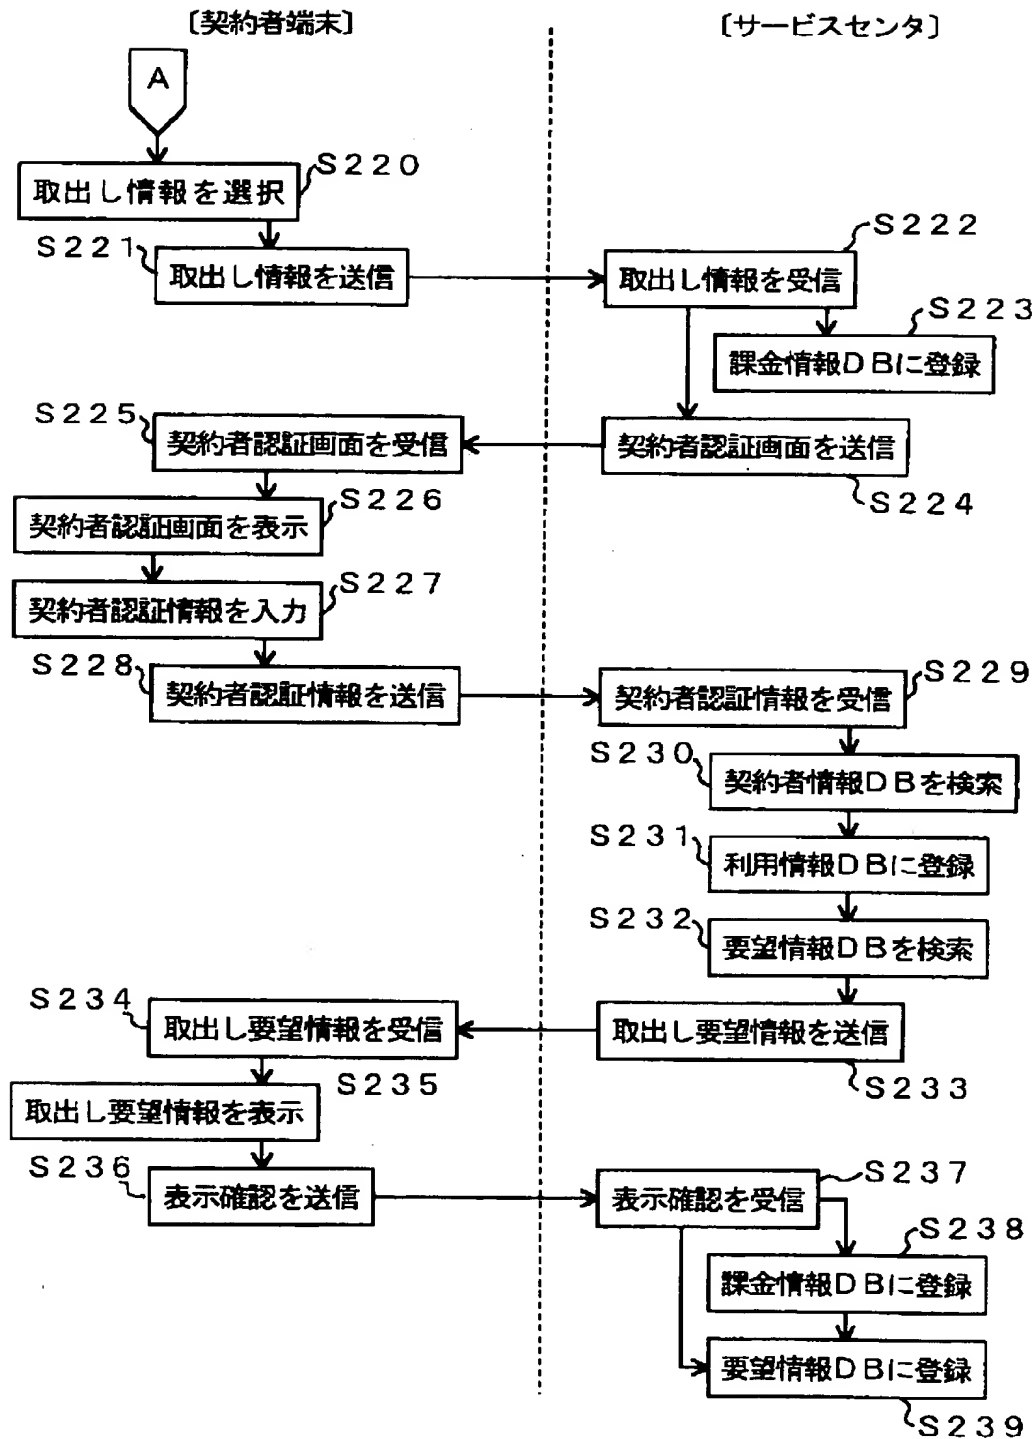 〔契約者端末〕
〔サービスセンタ〕
A
S220
取出し情報を選択
S221
取出し情報を送信
S222
取出し情報を受信
S223
課金情報DBに登録
S225
契約者認証画面を受信
契約者認証画面を送信
S224
S226
契約者認証画面を表示
S227
契約者認証情報を入力
S228
契約者認証情報を送信
S229
契約者認証情報を受信
S230
契約者情報DBを検索
S231
利用情報DBに登録
S232
要望情報DBを検索
S234
取出し要望情報を受信
取出し要望情報を送信
S233
S235
取出し要望情報を表示
S236
表示確認を送信
S237
表示確認を受信
S238
課金情報DBに登録
要望情報DBに登録
S239